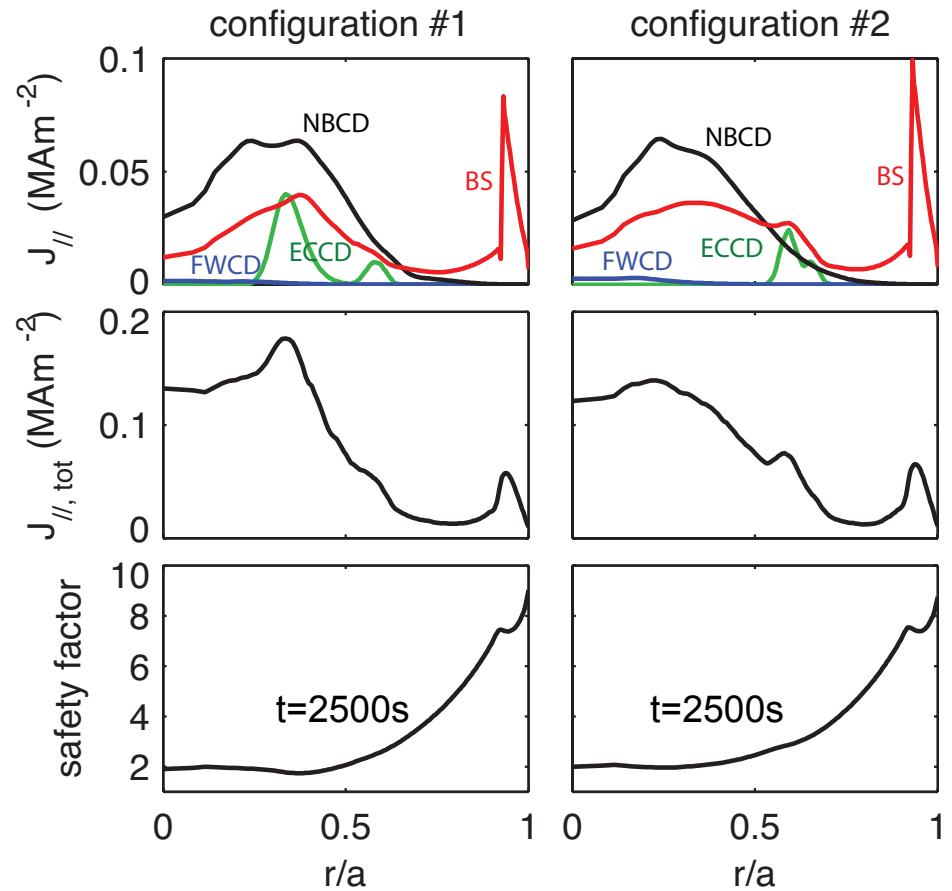 configuration #1
configuration #2
J// (MAm-2)
0.1
0.05
0
NBCD
BS
ECCD
FWCD
NBCD
BS
ECCD
FWCD
J//, tot (MAm-2)
0.2
0.1
0
safety factor
10
8
6
4
2
t=2500s
t=2500s
0
0.5
1
0
0.5
1
r/a
r/a